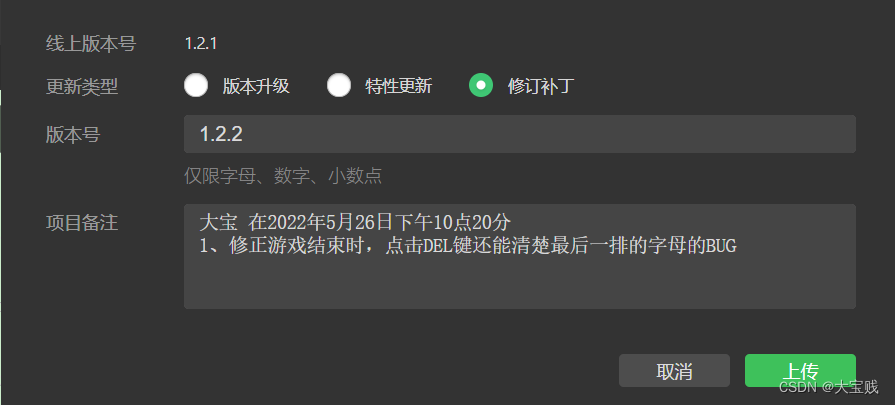 线上版本号 1.2.1
更新类型 版本升级 特性更新 修订补丁
版本号 1.2.2
仅限字母、数字、小数点
项目备注 大宝 在2022年5月26日下午10点20分
1、修正游戏结束时，点击DEL键还能清楚最后一排的字母的BUG
取消 上传
CSDN @大宝贱